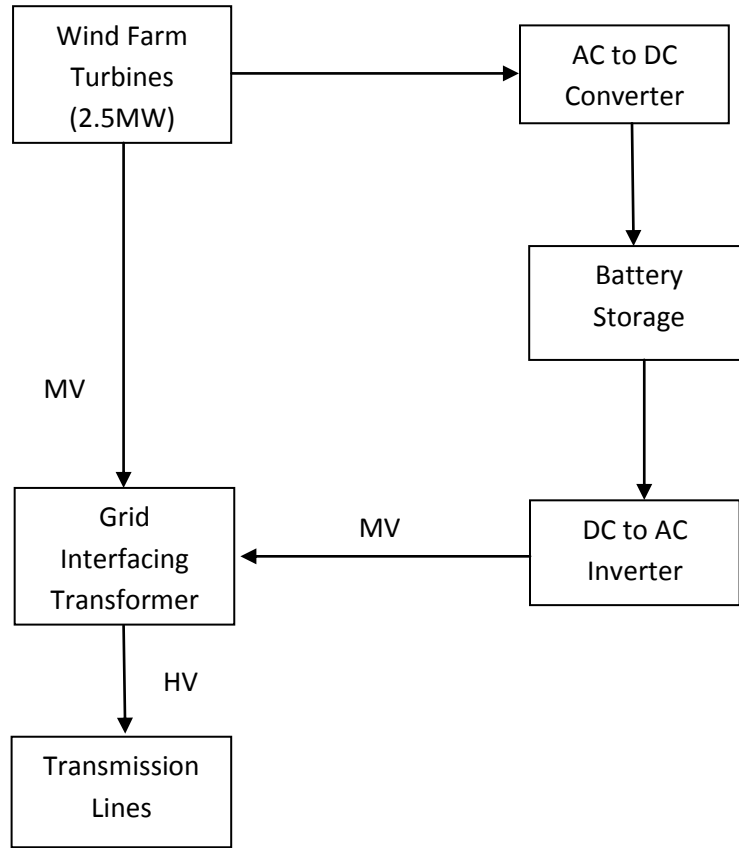 Wind Farm
Turbines
(2.5MW)
AC to DC
Converter
Battery
Storage
MV
Grid
Interfacing
Transformer
MV
DC to AC
Inverter
HV
Transmission
Lines